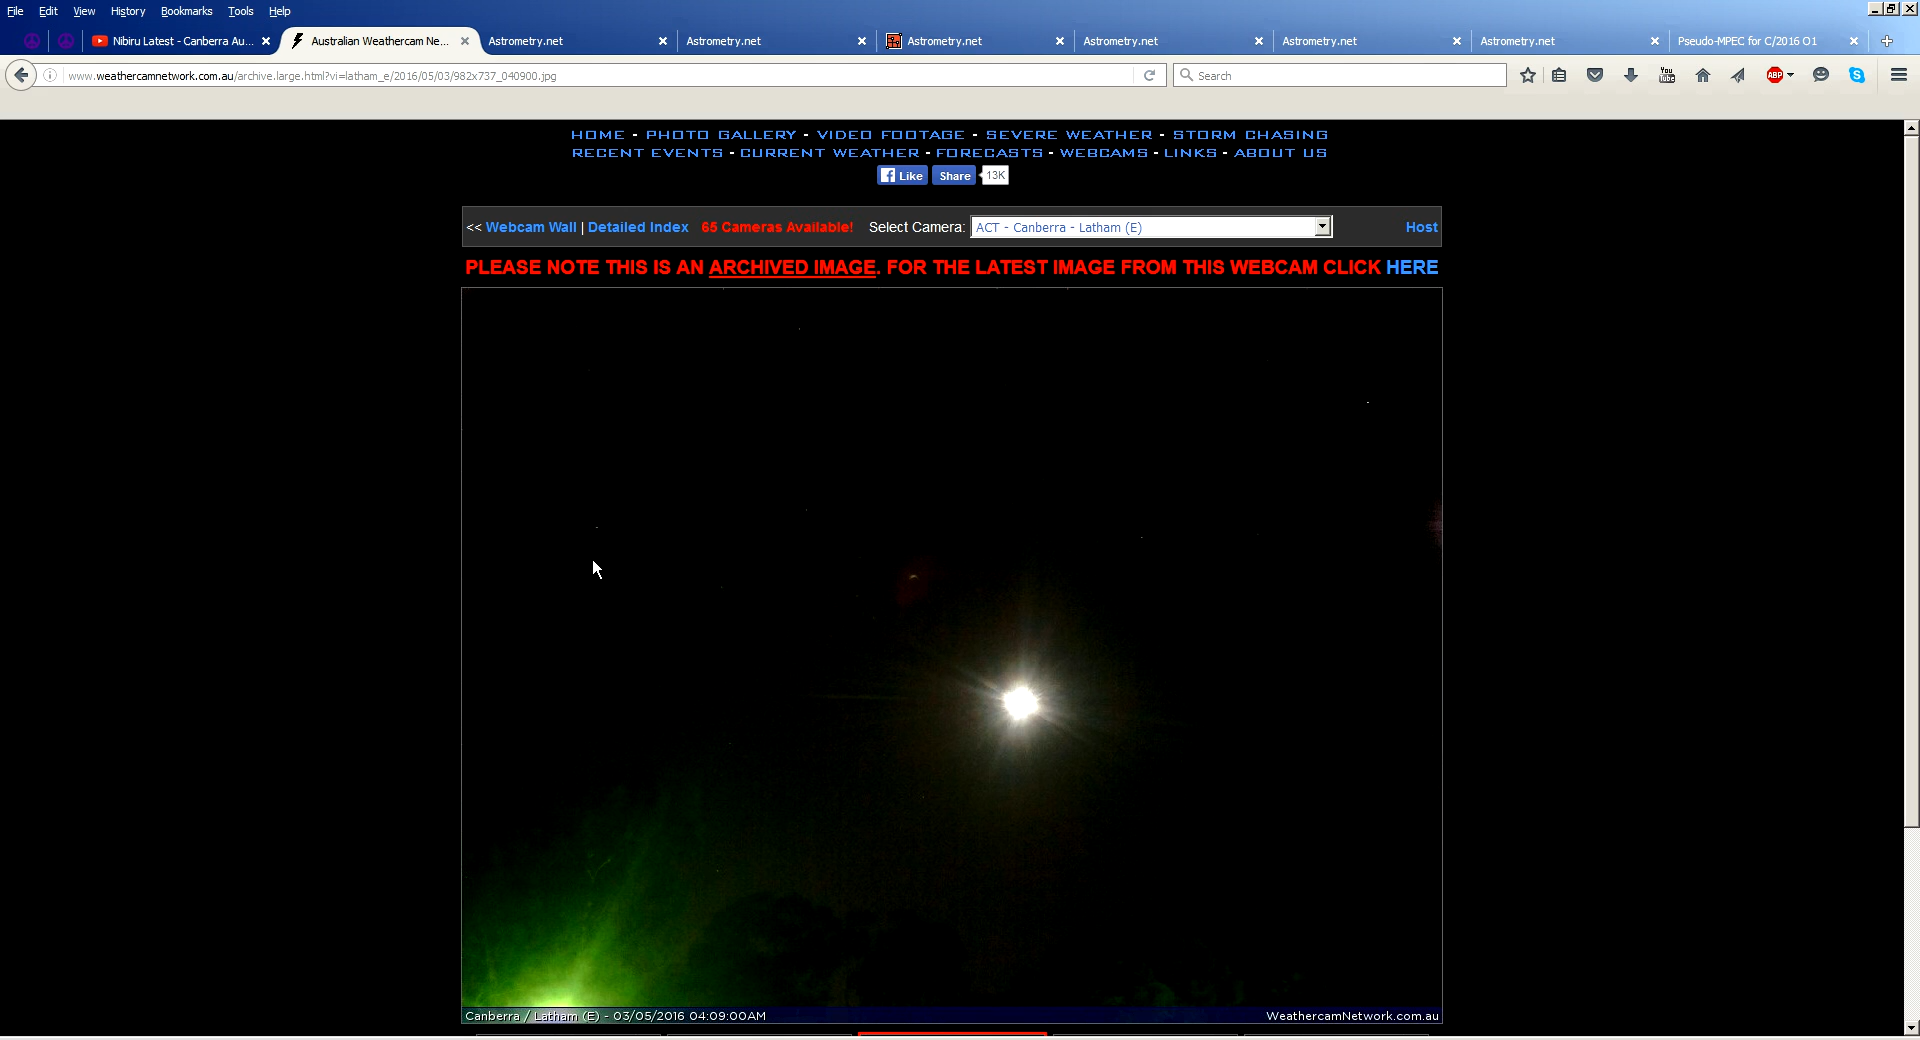 File Edit View History Bookmarks Tools Help
Nibiru Latest - Canberra Au... Australian Weathercam Ne... Astrometry.net Astrometry.net Astrometry.net Astrometry.net Astrometry.net Astrometry.net Pseudo-MPEC for C/2016 O1
www.weathercamnetwork.com.au/archive.large.html?vi=latham_e/2016/05/03/982x737_040900.jpg Search You Tube ABP
HOME - PHOTO GALLERY - VIDEO FOOTAGE - SEVERE WEATHER - STORM CHASING
RECENT EVENTS - CURRENT WEATHER - FORECASTS - WEBCAMS - LINKS - ABOUT US
Like Share 13K
<< Webcam Wall | Detailed Index 65 Cameras Available! Select Camera: ACT - Canberra - Latham (E) Host
PLEASE NOTE THIS IS AN ARCHIVED IMAGE. FOR THE LATEST IMAGE FROM THIS WEBCAM CLICK HERE
Canberra / Latham (E) - 03/05/2016 04:09:00AM WeathercamNetwork.com.au